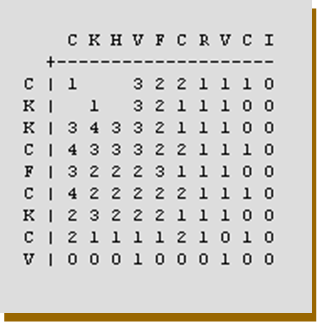 C K H V F C R V C I
+--------------------
C | 1     3 2 2 1 1 1 0
K |   1   3 2 1 1 1 0 0
K | 3 4 3 3 2 1 1 1 0 0
C | 4 3 3 3 2 2 1 1 1 0
F | 3 2 2 2 3 1 1 1 0 0
C | 4 2 2 2 2 2 1 1 1 0
K | 2 3 2 2 2 1 1 1 0 0
C | 2 1 1 1 1 2 1 0 1 0
V | 0 0 0 1 0 0 0 1 0 0